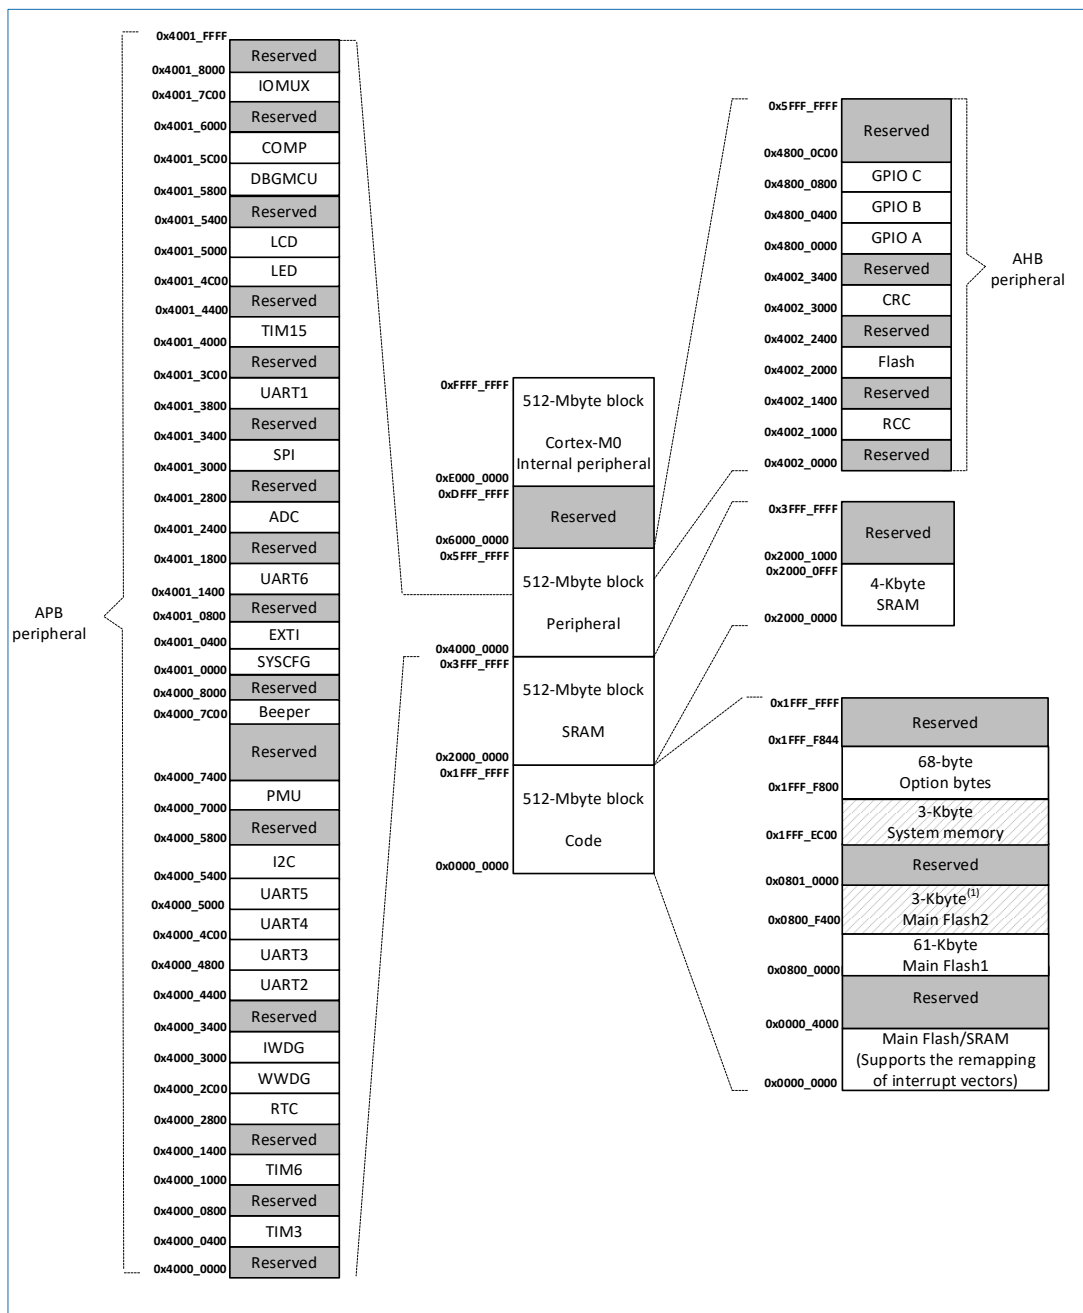 APB
peripheral
0x4001_FFFF
Reserved
0x4001_8000
IOMUX
0x4001_7C00
Reserved
0x4001_6000
COMP
0x4001_5C00
DBGMCU
0x4001_5800
Reserved
0x4001_5400
LCD
0x4001_5000
LED
0x4001_4C00
Reserved
0x4001_4400
TIM15
0x4001_4000
Reserved
0x4001_3C00
UART1
0x4001_3800
Reserved
0x4001_3400
SPI
0x4001_3000
Reserved
0x4001_2800
ADC
0x4001_2400
Reserved
0x4001_1800
UART6
0x4001_1400
Reserved
0x4001_0800
EXTI
0x4001_0400
SYSCFG
0x4001_0000
Reserved
0x4000_8000
Beeper
0x4000_7C00
Reserved
0x4000_7400
PMU
0x4000_7000
Reserved
0x4000_5800
I2C
0x4000_5400
UART5
0x4000_5000
UART4
0x4000_4C00
UART3
0x4000_4800
UART2
0x4000_4400
Reserved
0x4000_3400
IWDG
0x4000_3000
WWDG
0x4000_2C00
RTC
0x4000_2800
Reserved
0x4000_1400
TIM6
0x4000_1000
Reserved
0x4000_0800
TIM3
0x4000_0400
Reserved
0x4000_0000
0xFFFF_FFFF
512-Mbyte block
Cortex-M0
Internal peripheral
0xE000_0000
0xDFFF_FFFF
Reserved
0x6000_0000
0x5FFF_FFFF
512-Mbyte block
Peripheral
0x4000_0000
0x3FFF_FFFF
512-Mbyte block
SRAM
0x2000_0000
0x1FFF_FFFF
512-Mbyte block
Code
0x0000_0000
0x5FFF_FFFF
Reserved
0x4800_0C00
GPIO C
0x4800_0800
GPIO B
0x4800_0400
GPIO A
0x4800_0000
Reserved
0x4002_3400
CRC
0x4002_3000
Reserved
0x4002_2400
Flash
0x4002_2000
Reserved
0x4002_1400
RCC
0x4002_1000
Reserved
0x4002_0000
AHB
peripheral
0x3FFF_FFFF
Reserved
0x2000_1000
0x2000_0FFF
4-Kbyte
SRAM
0x2000_0000
0x1FFF_FFFF
Reserved
0x1FFF_F844
68-byte
Option bytes
0x1FFF_F800
3-Kbyte
System memory
0x1FFF_EC00
Reserved
0x0801_0000
3-Kbyte(1)
Main Flash2
0x0800_F400
61-Kbyte
Main Flash1
0x0800_0000
Reserved
0x0000_4000
Main Flash/SRAM
(Supports the remapping
of interrupt vectors)
0x0000_0000